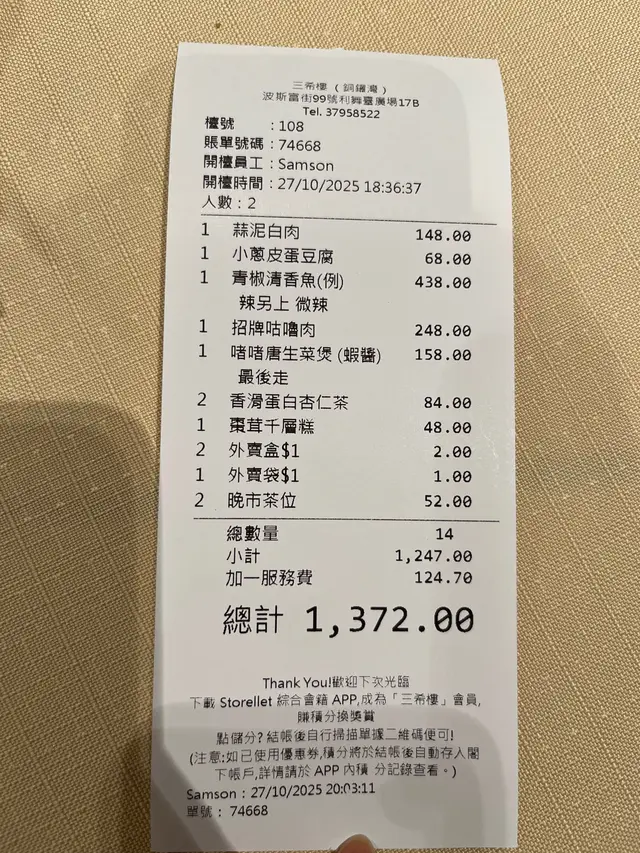 三希樓（銅鑼灣）
波斯富街99號利舞臺廣場17B
Tel. 37958522
檯號 : 108
賬單號碼 : 74668
開檯員工 : Samson
開檯時間 : 27/10/2025 18:36:37
人數 : 2
1 蒜泥白肉 148.00
1 小蔥皮蛋豆腐 68.00
1 青椒清香魚(例) 438.00
辣另上 微辣
1 招牌咕嚕肉 248.00
1 啫啫唐生菜煲 (蝦醬) 158.00
最後走
2 香滑蛋白杏仁茶 84.00
1 棗茸千層糕 48.00
2 外賣盒$1 2.00
1 外賣袋$1 1.00
2 晚市茶位 52.00
總數量 14
小計 1,247.00
加一服務費 124.70
總計 1,372.00
Thank You!歡迎下次光臨
下載 Storellet 綜合會籍 APP,成為「三希樓」會員,
賺積分換獎賞
點儲分? 結帳後自行掃描單據二維碼便可!
(注意:如已使用優惠券,積分將於結帳後自動存入閣
下帳戶,詳情請於 APP 內積 分記錄查看。)
Samson : 27/10/2025 20:03:11
單號 : 74668